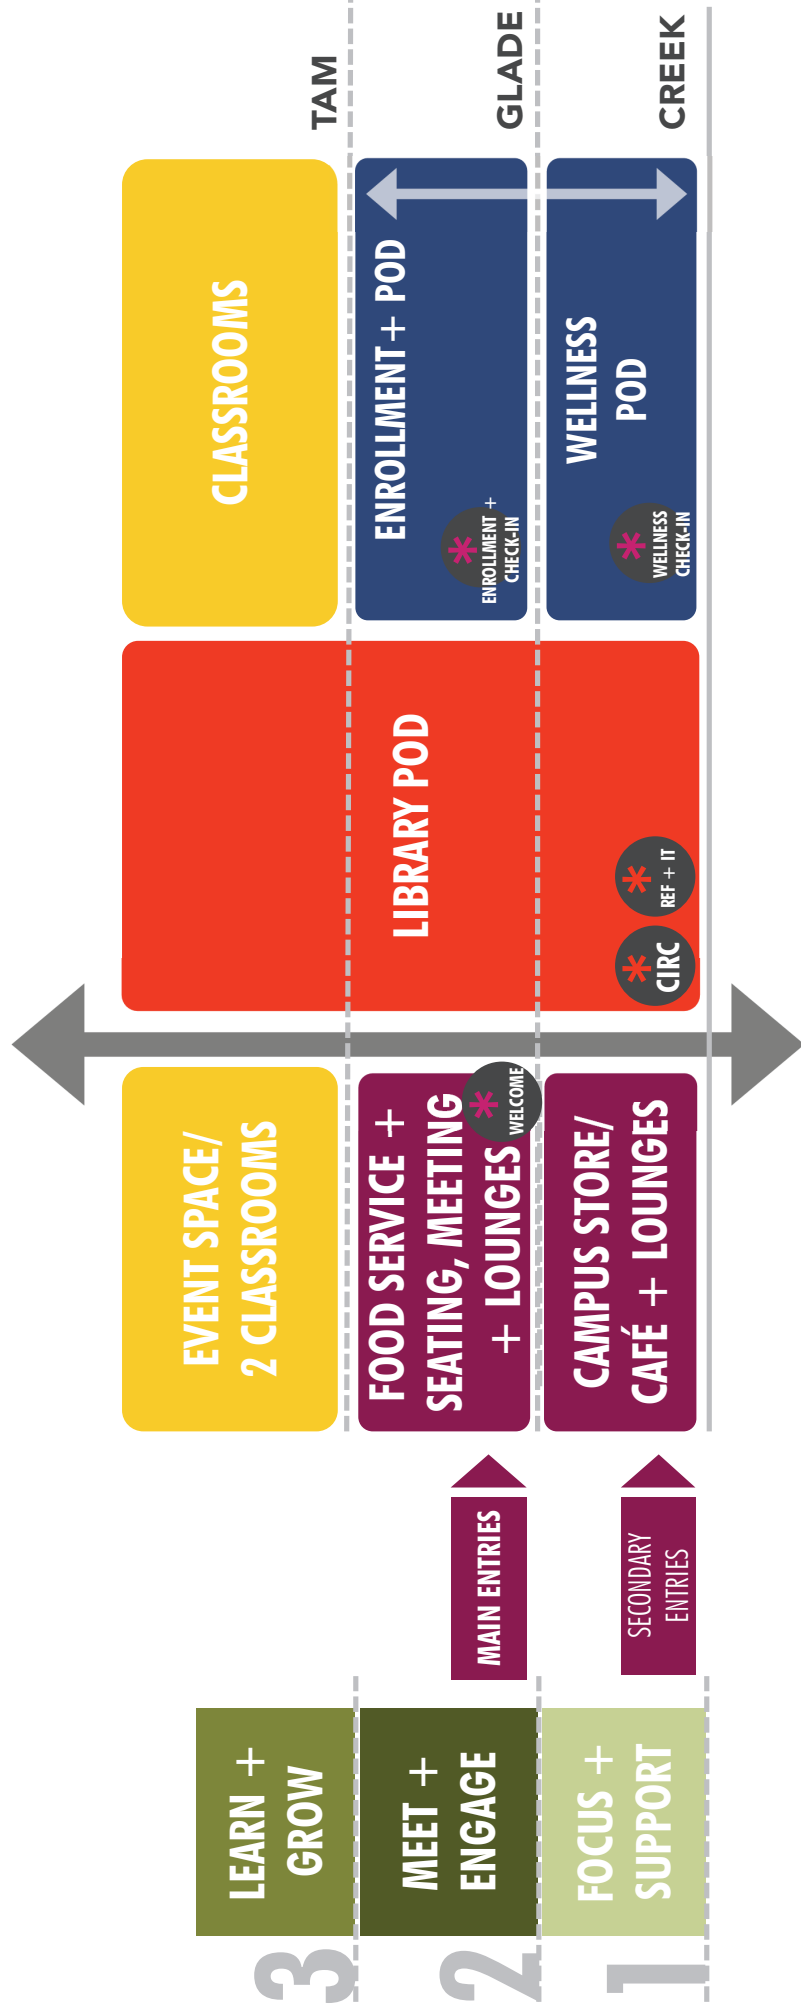 3
LEARN +
GROW
EVENT SPACE/
2 CLASSROOMS
CLASSROOMS
TAM
2
MEET +
ENGAGE
MAIN ENTRIES
FOOD SERVICE +
SEATING, MEETING
+ LOUNGES
WELCOME
LIBRARY POD
ENROLLMENT+ POD
ENROLLMENT +
CHECK-IN
GLADE
1
FOCUS +
SUPPORT
SECONDARY
ENTRIES
CAMPUS STORE/
CAFÉ + LOUNGES
CIRC
REF + IT
WELLNESS
POD
WELLNESS
CHECK-IN
CREEK